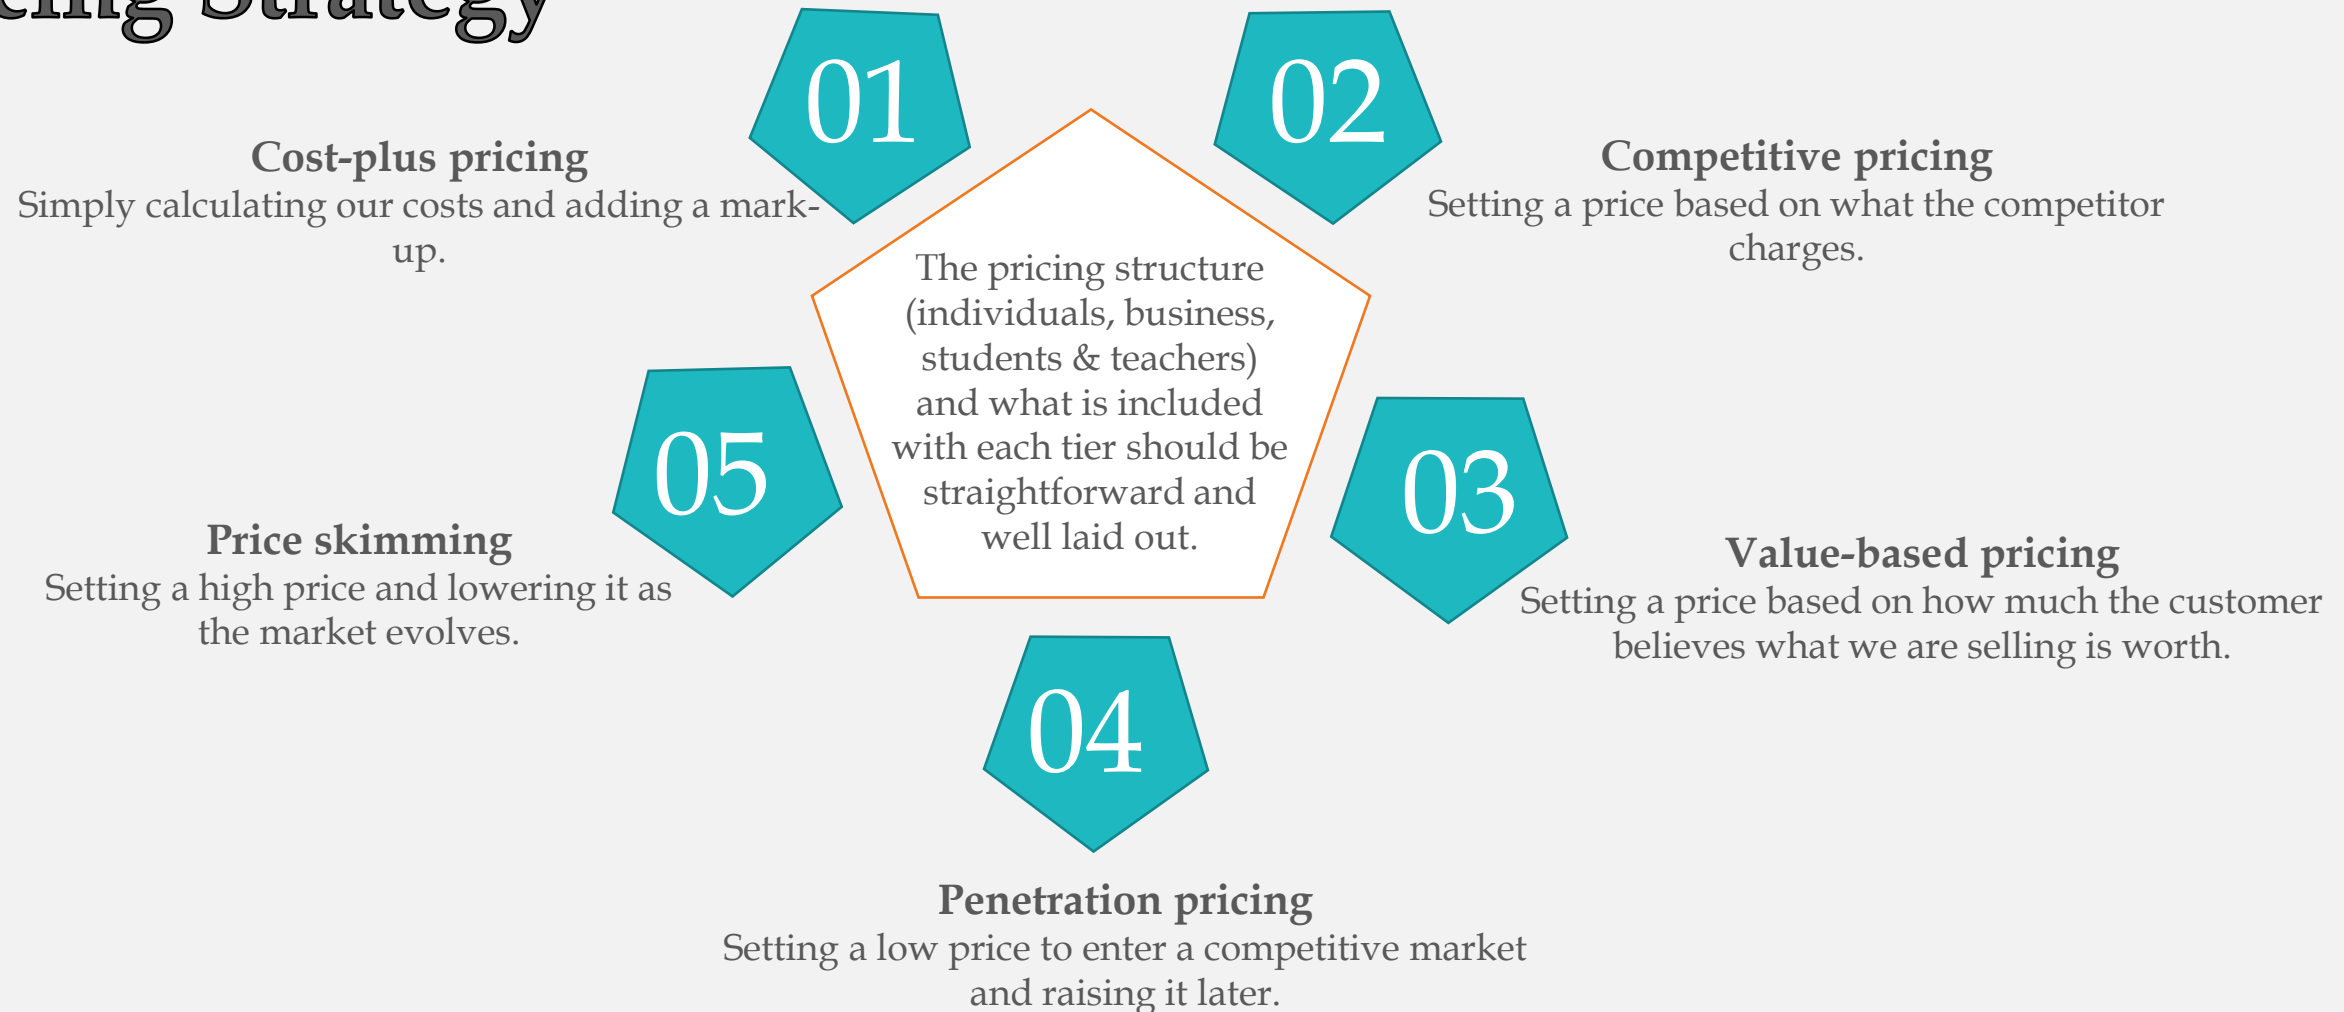 cing Strategy
01
Cost-plus pricing
Simply calculating our costs and adding a mark-
up.
02
Competitive pricing
Setting a price based on what the competitor
charges.
The pricing structure
(individuals, business,
students & teachers)
and what is included
with each tier should be
straightforward and
well laid out.
03
Value-based pricing
Setting a price based on how much the customer
believes what we are selling is worth.
04
Penetration pricing
Setting a low price to enter a competitive market
and raising it later.
05
Price skimming
Setting a high price and lowering it as
the market evolves.